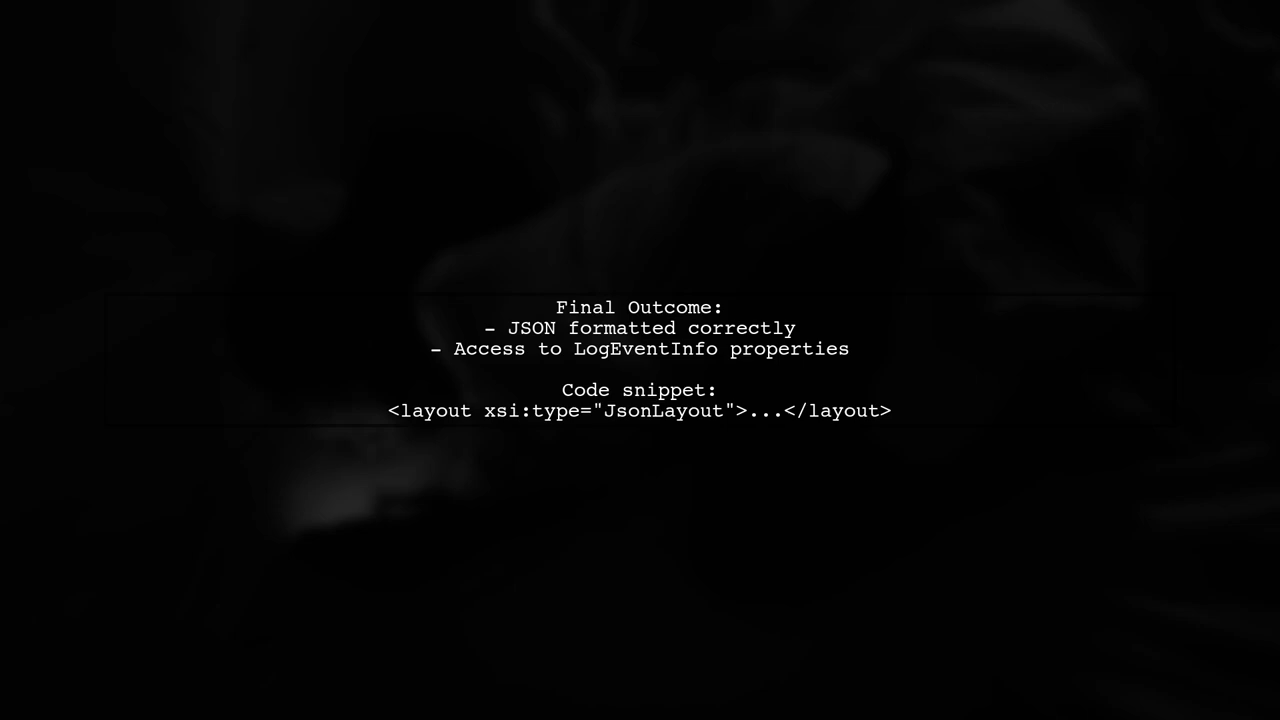 Final Outcome:
- JSON formatted correctly
- Access to LogEventInfo properties
Code snippet:
<layout xsi:type="JsonLayout">...</layout>